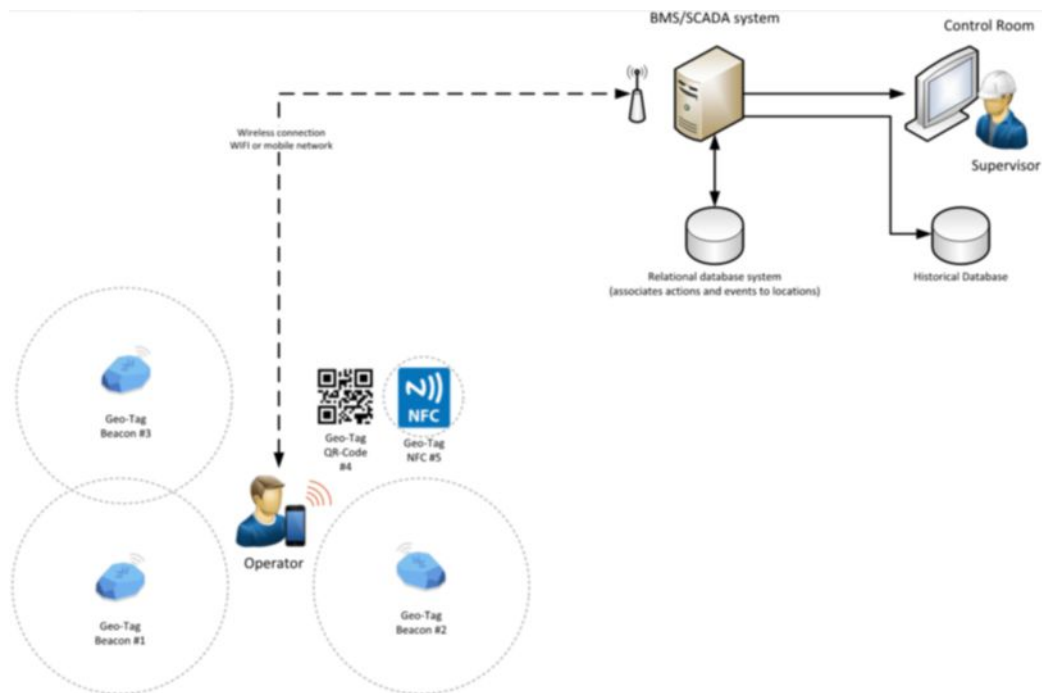 BMS/SCADA system
Control Room
Wireless connection
WIFI or mobile network
Supervisor
Relational database system
(associates actions and events to locations)
Historical Database
Geo-Tag
Beacon #3
Geo-Tag
QR-Code
#4
NFC
Geo-Tag
NFC #5
Operator
Geo-Tag
Beacon #1
Geo-Tag
Beacon #2